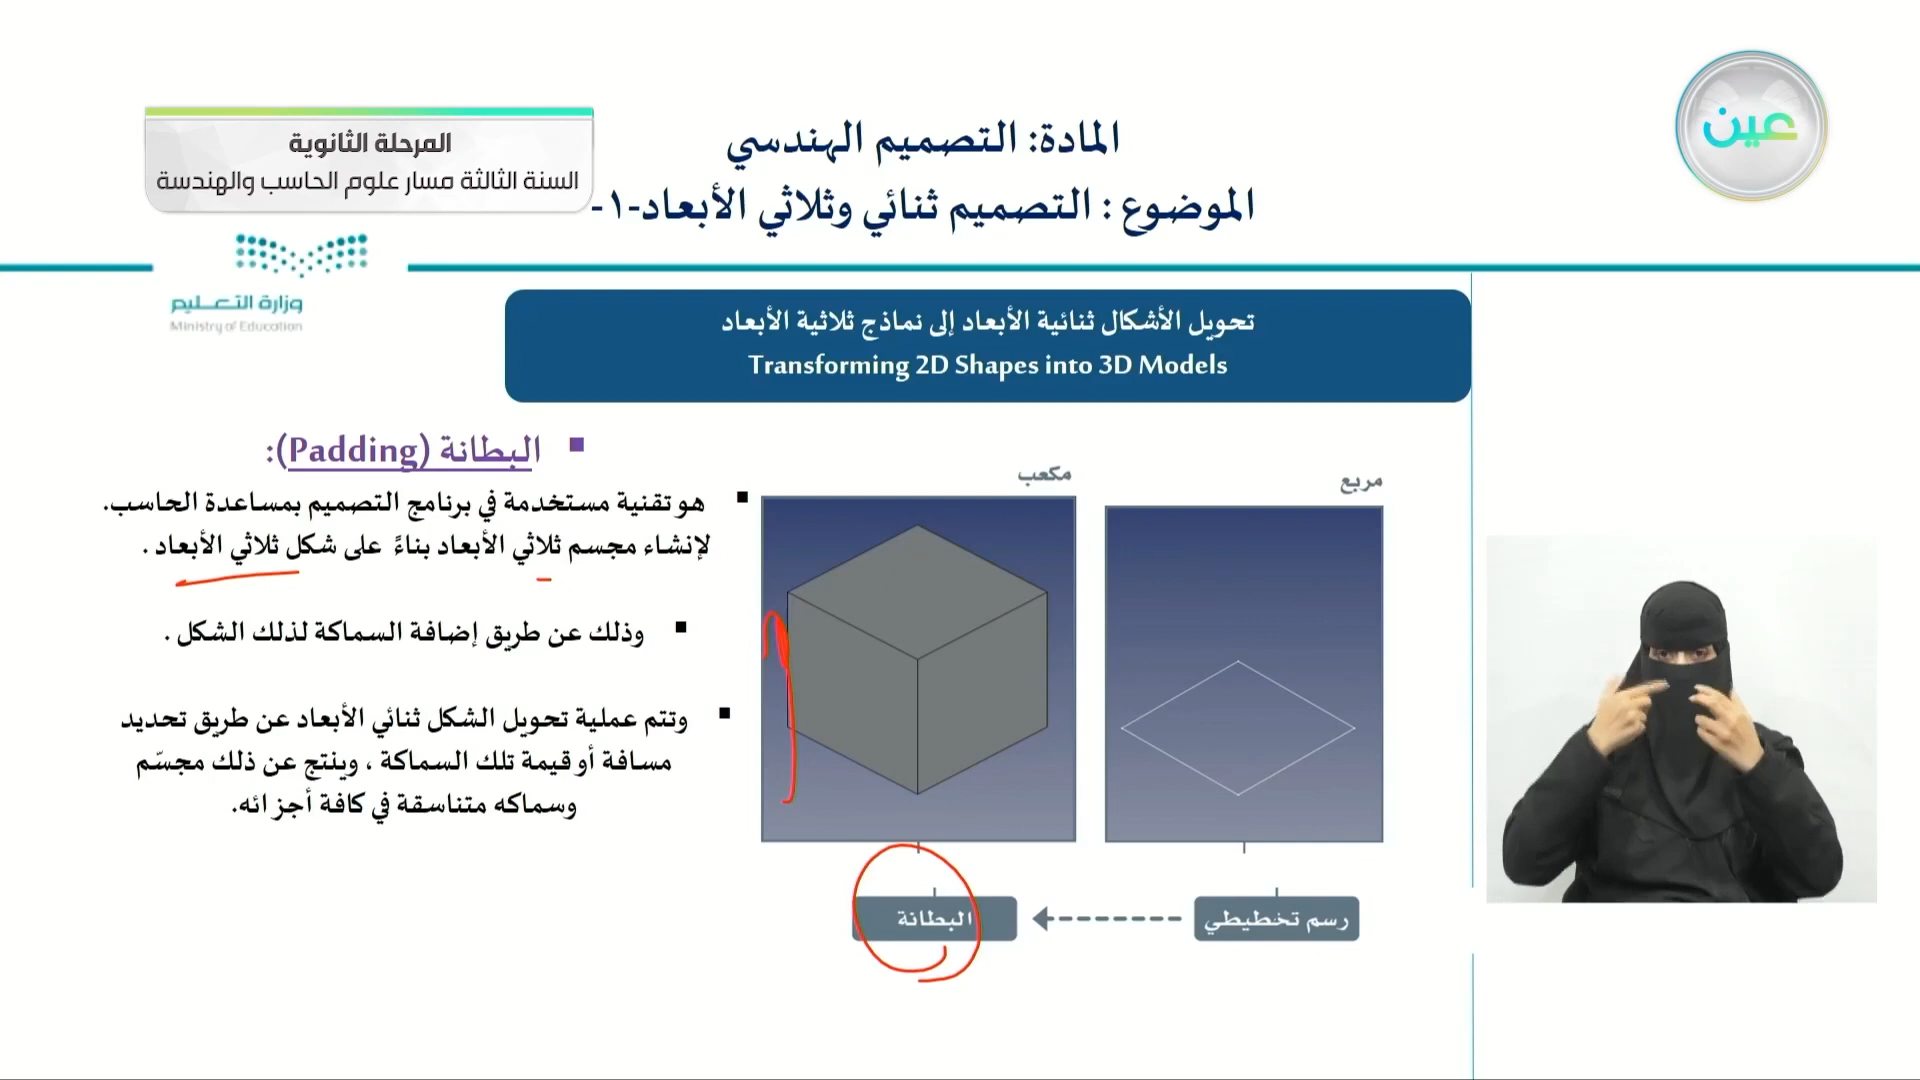 عين
المادة: التصميم الهندسي
الموضوع : التصميم ثنائي وثلاثي الأبعاد-١-
المرحلة الثانوية
السنة الثالثة مسار علوم الحاسب والهندسة
وزارة التعـــليم
Ministry of Education
تحويل الأشكال ثنائية الأبعاد إلى نماذج ثلاثية الأبعاد
Transforming 2D Shapes into 3D Models
▪ البطانة (Padding):
▪ هو تقنية مستخدمة في برنامج التصميم بمساعدة الحاسب.
لإنشاء مجسم ثلاثي الأبعاد بناءً على شكل ثلاثي الأبعاد .
▪ وذلك عن طريق إضافة السماكة لذلك الشكل .
▪ وتتم عملية تحويل الشكل ثنائي الأبعاد عن طريق تحديد
مسافة أو قيمة تلك السماكة ، وينتج عن ذلك مجسّم
وسماكه متناسقة في كافة أجزائه.
مربع
مكعب
رسم تخطيطي
البطانة